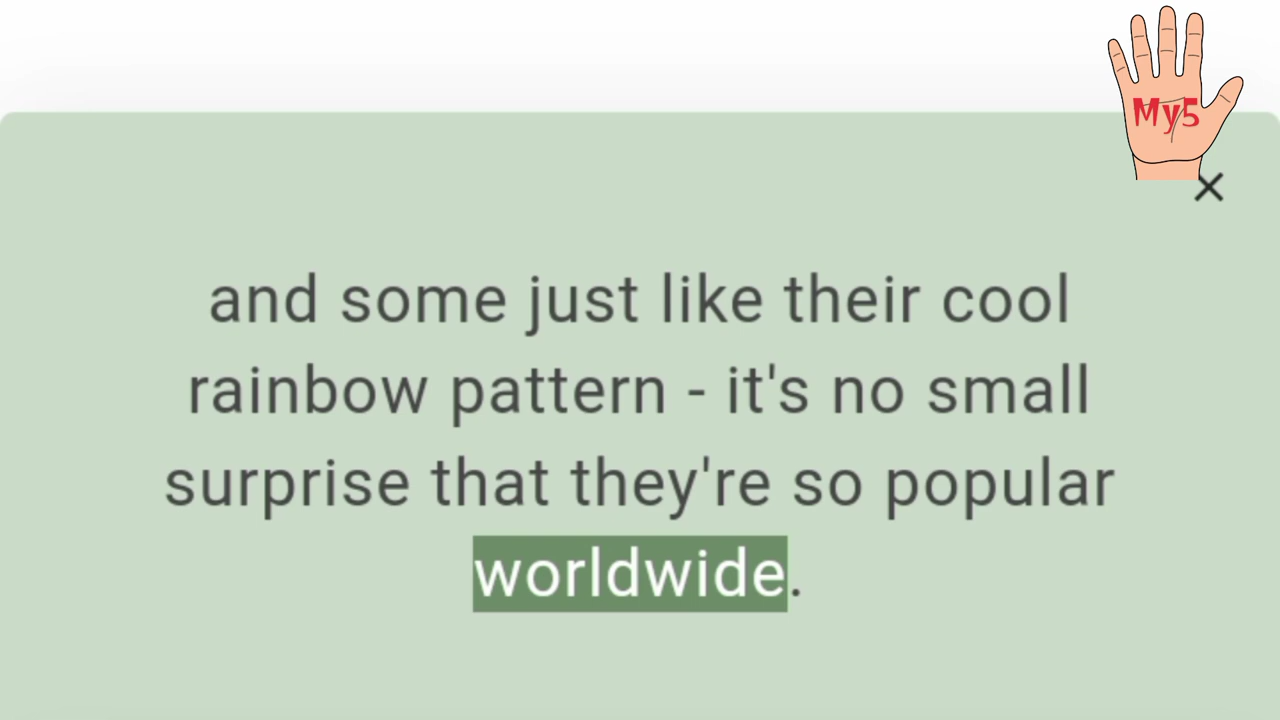 My5
and some just like their cool
rainbow pattern - it's no small
surprise that they're so popular
worldwide.